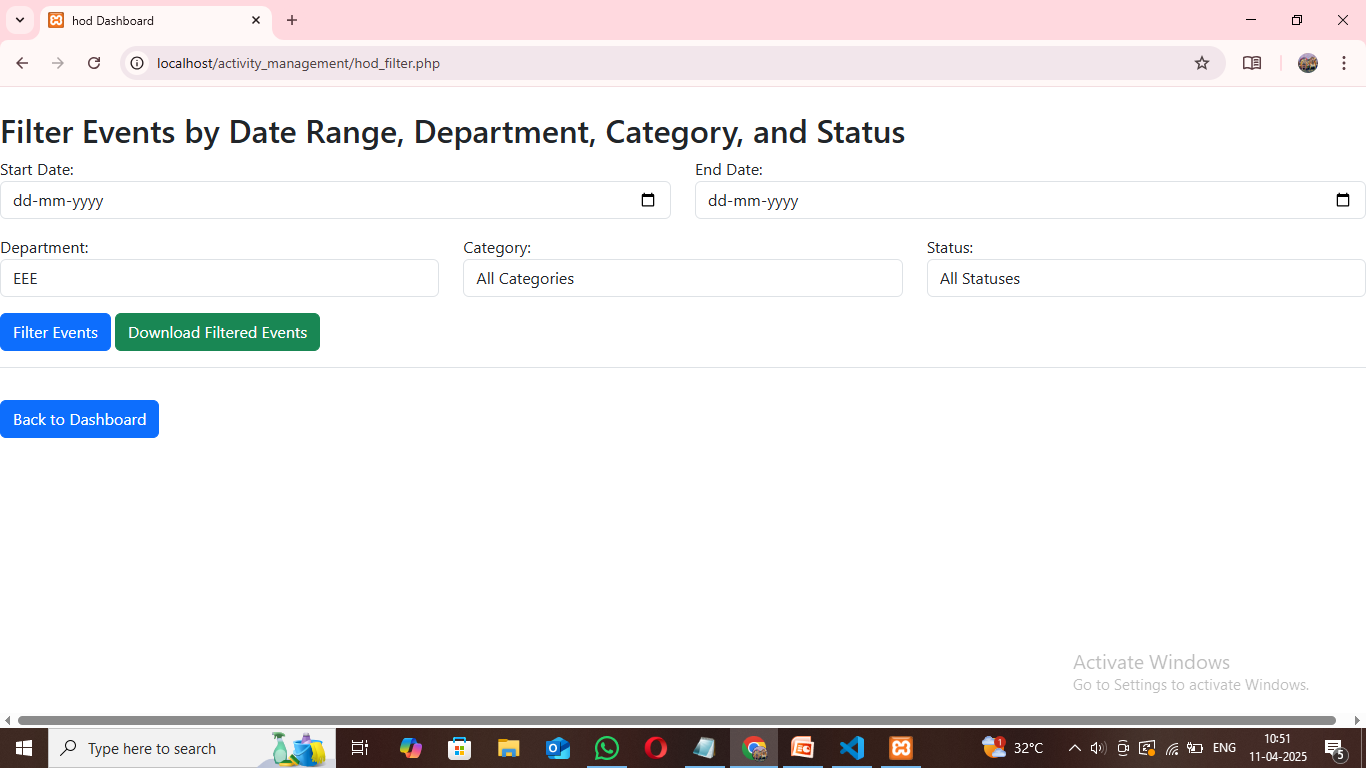 hod Dashboard
localhost/activity_management/hod_filter.php
Filter Events by Date Range, Department, Category, and Status
Start Date:
End Date:
dd-mm-yyyy
dd-mm-yyyy
Department:
Category:
Status:
EEE
All Categories
All Statuses
Filter Events
Download Filtered Events
Back to Dashboard
Activate Windows
Go to Settings to activate Windows.
Type here to search
32°C
ENG
10:51
11-04-2025
5